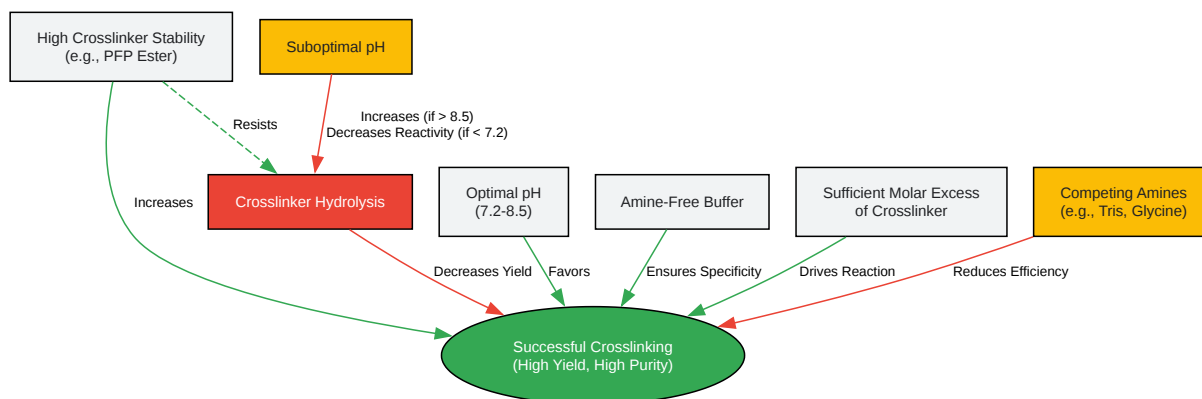 High Crosslinker Stability
(e.g., PFP Ester)
Suboptimal pH
Increases (if > 8.5)
Decreases Reactivity (if < 7.2)
Resists
Increases
Crosslinker Hydrolysis
Optimal pH
(7.2-8.5)
Amine-Free Buffer
Sufficient Molar Excess
of Crosslinker
Competing Amines
(e.g., Tris, Glycine)
Decreases Yield
Favors
Ensures Specificity
Drives Reaction
Reduces Efficiency
Successful Crosslinking
(High Yield, High Purity)